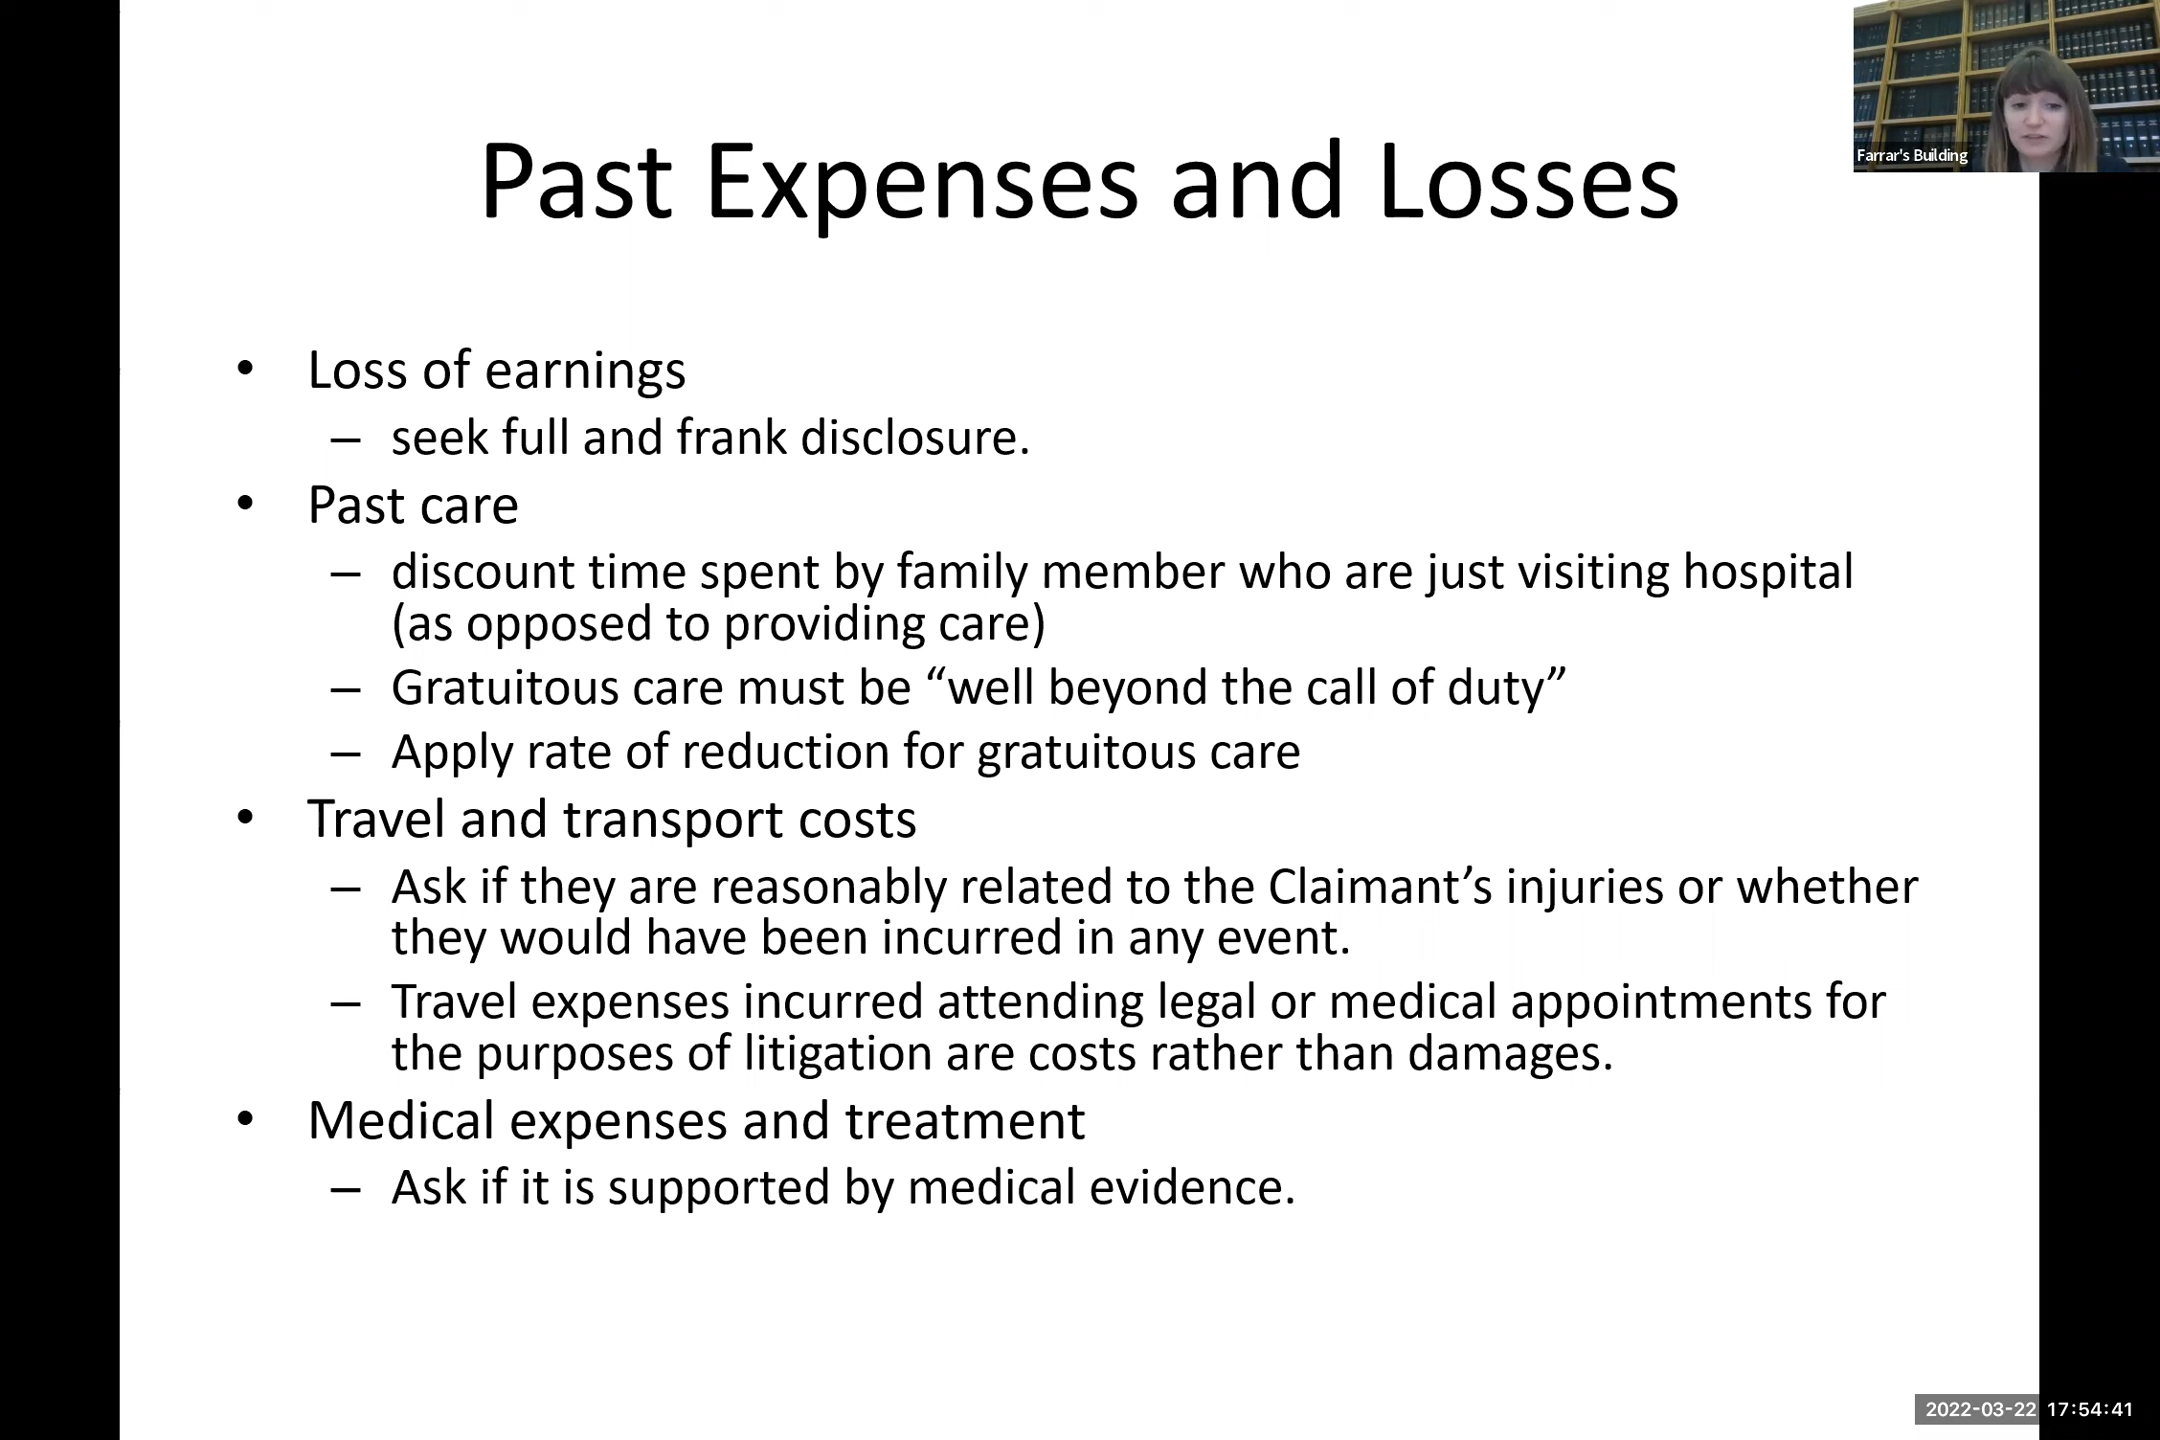 Past Expenses and Losses
Farrar's Building
• Loss of earnings
– seek full and frank disclosure.
• Past care
– discount time spent by family member who are just visiting hospital
(as opposed to providing care)
– Gratuitous care must be “well beyond the call of duty”
– Apply rate of reduction for gratuitous care
• Travel and transport costs
– Ask if they are reasonably related to the Claimant’s injuries or whether
they would have been incurred in any event.
– Travel expenses incurred attending legal or medical appointments for
the purposes of litigation are costs rather than damages.
• Medical expenses and treatment
– Ask if it is supported by medical evidence.
2022-03-22 17:54:41